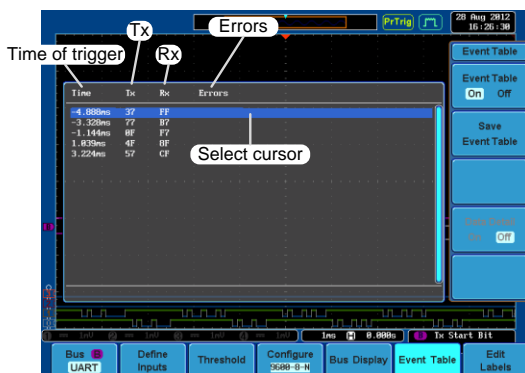 Tx
Errors
PrTrig
28 Aug 2012
16:26:30
Time of trigger
Rx
Event Table
Time Tx Rx Errors
Event Table
On Off
-4.888ms 37 FF
-3.328ms 77 B7
-1.144ms 0F F7
1.039ms 4F 8F
3.224ms 57 CF
Save
Event Table
Select cursor
Off
1ms H 0.000s B Tx Start Bit
Bus B
UART
Define
Inputs
Threshold
Configure
9600-8-N
Bus Display
Event Table
Edit
Labels